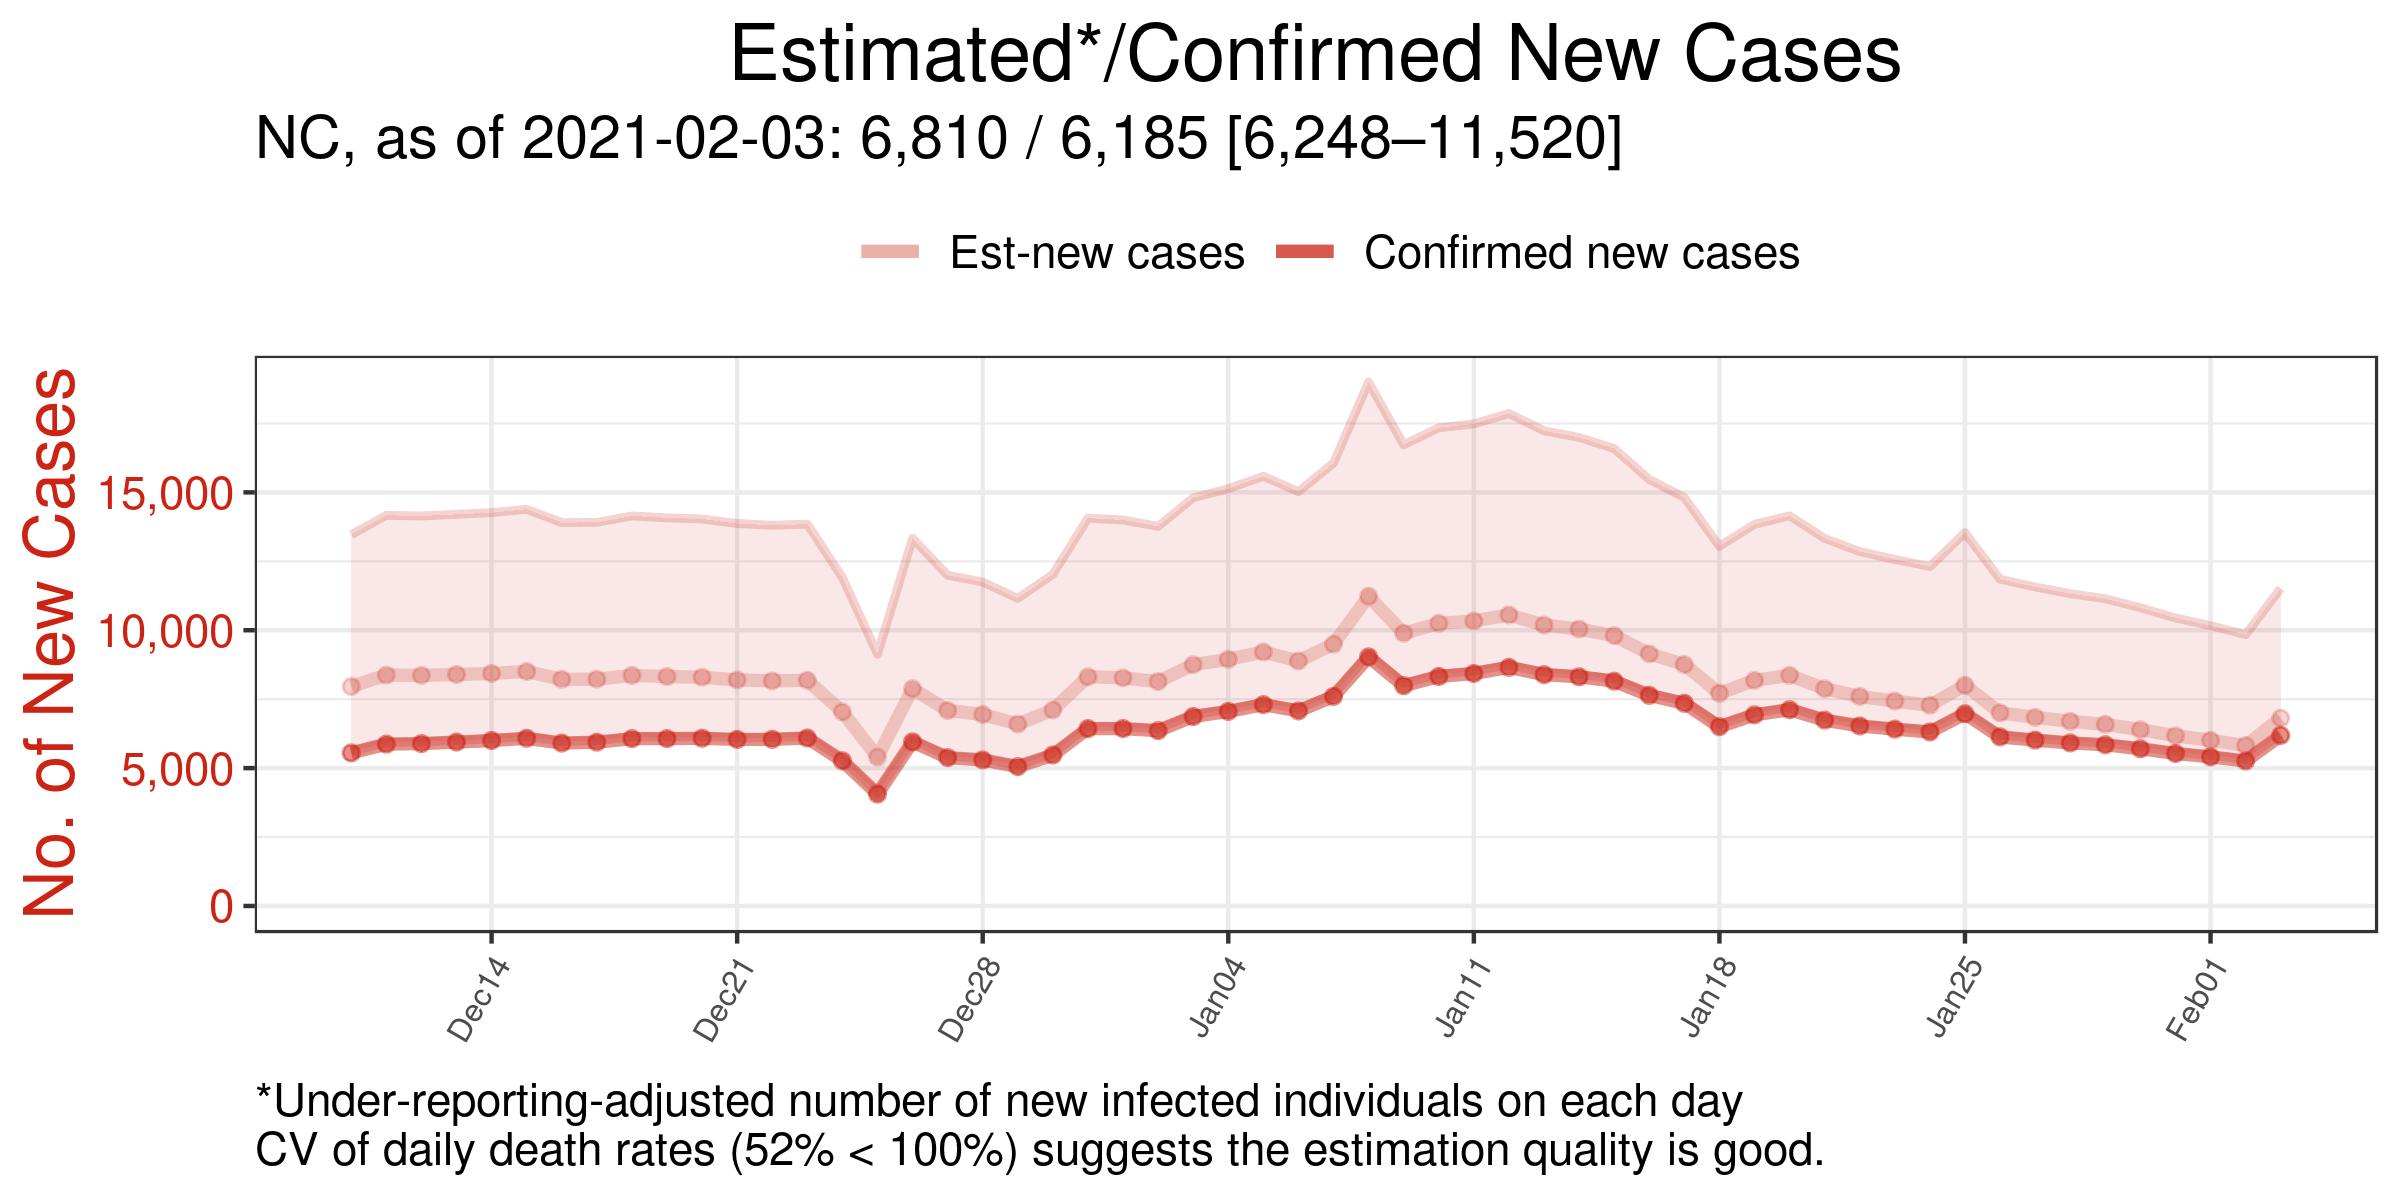 Estimated*/Confirmed New Cases
NC, as of 2021-02-03: 6,810 / 6,185 [6,248–11,520]
Est-new cases
Confirmed new cases
No. of New Cases
15,000
10,000
5,000
0
Dec14
Dec21
Dec28
Jan04
Jan11
Jan18
Jan25
Feb01
*Under-reporting-adjusted number of new infected individuals on each day
CV of daily death rates (52% < 100%) suggests the estimation quality is good.